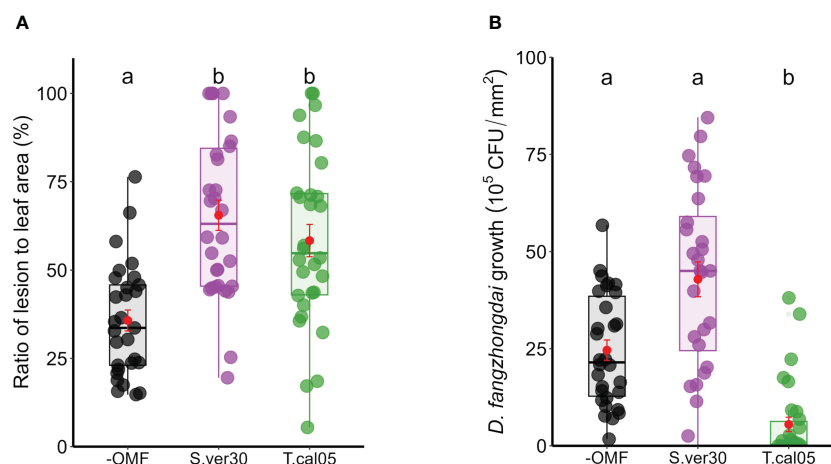 A
Ratio of lesion to leaf area (%)
100
75
50
25
0
a
b
b
-OMF
S.ver30
T.cal05
B
D. fangzhongdai growth (10⁵ CFU/mm²)
100
75
50
25
0
a
a
b
-OMF
S.ver30
T.cal05